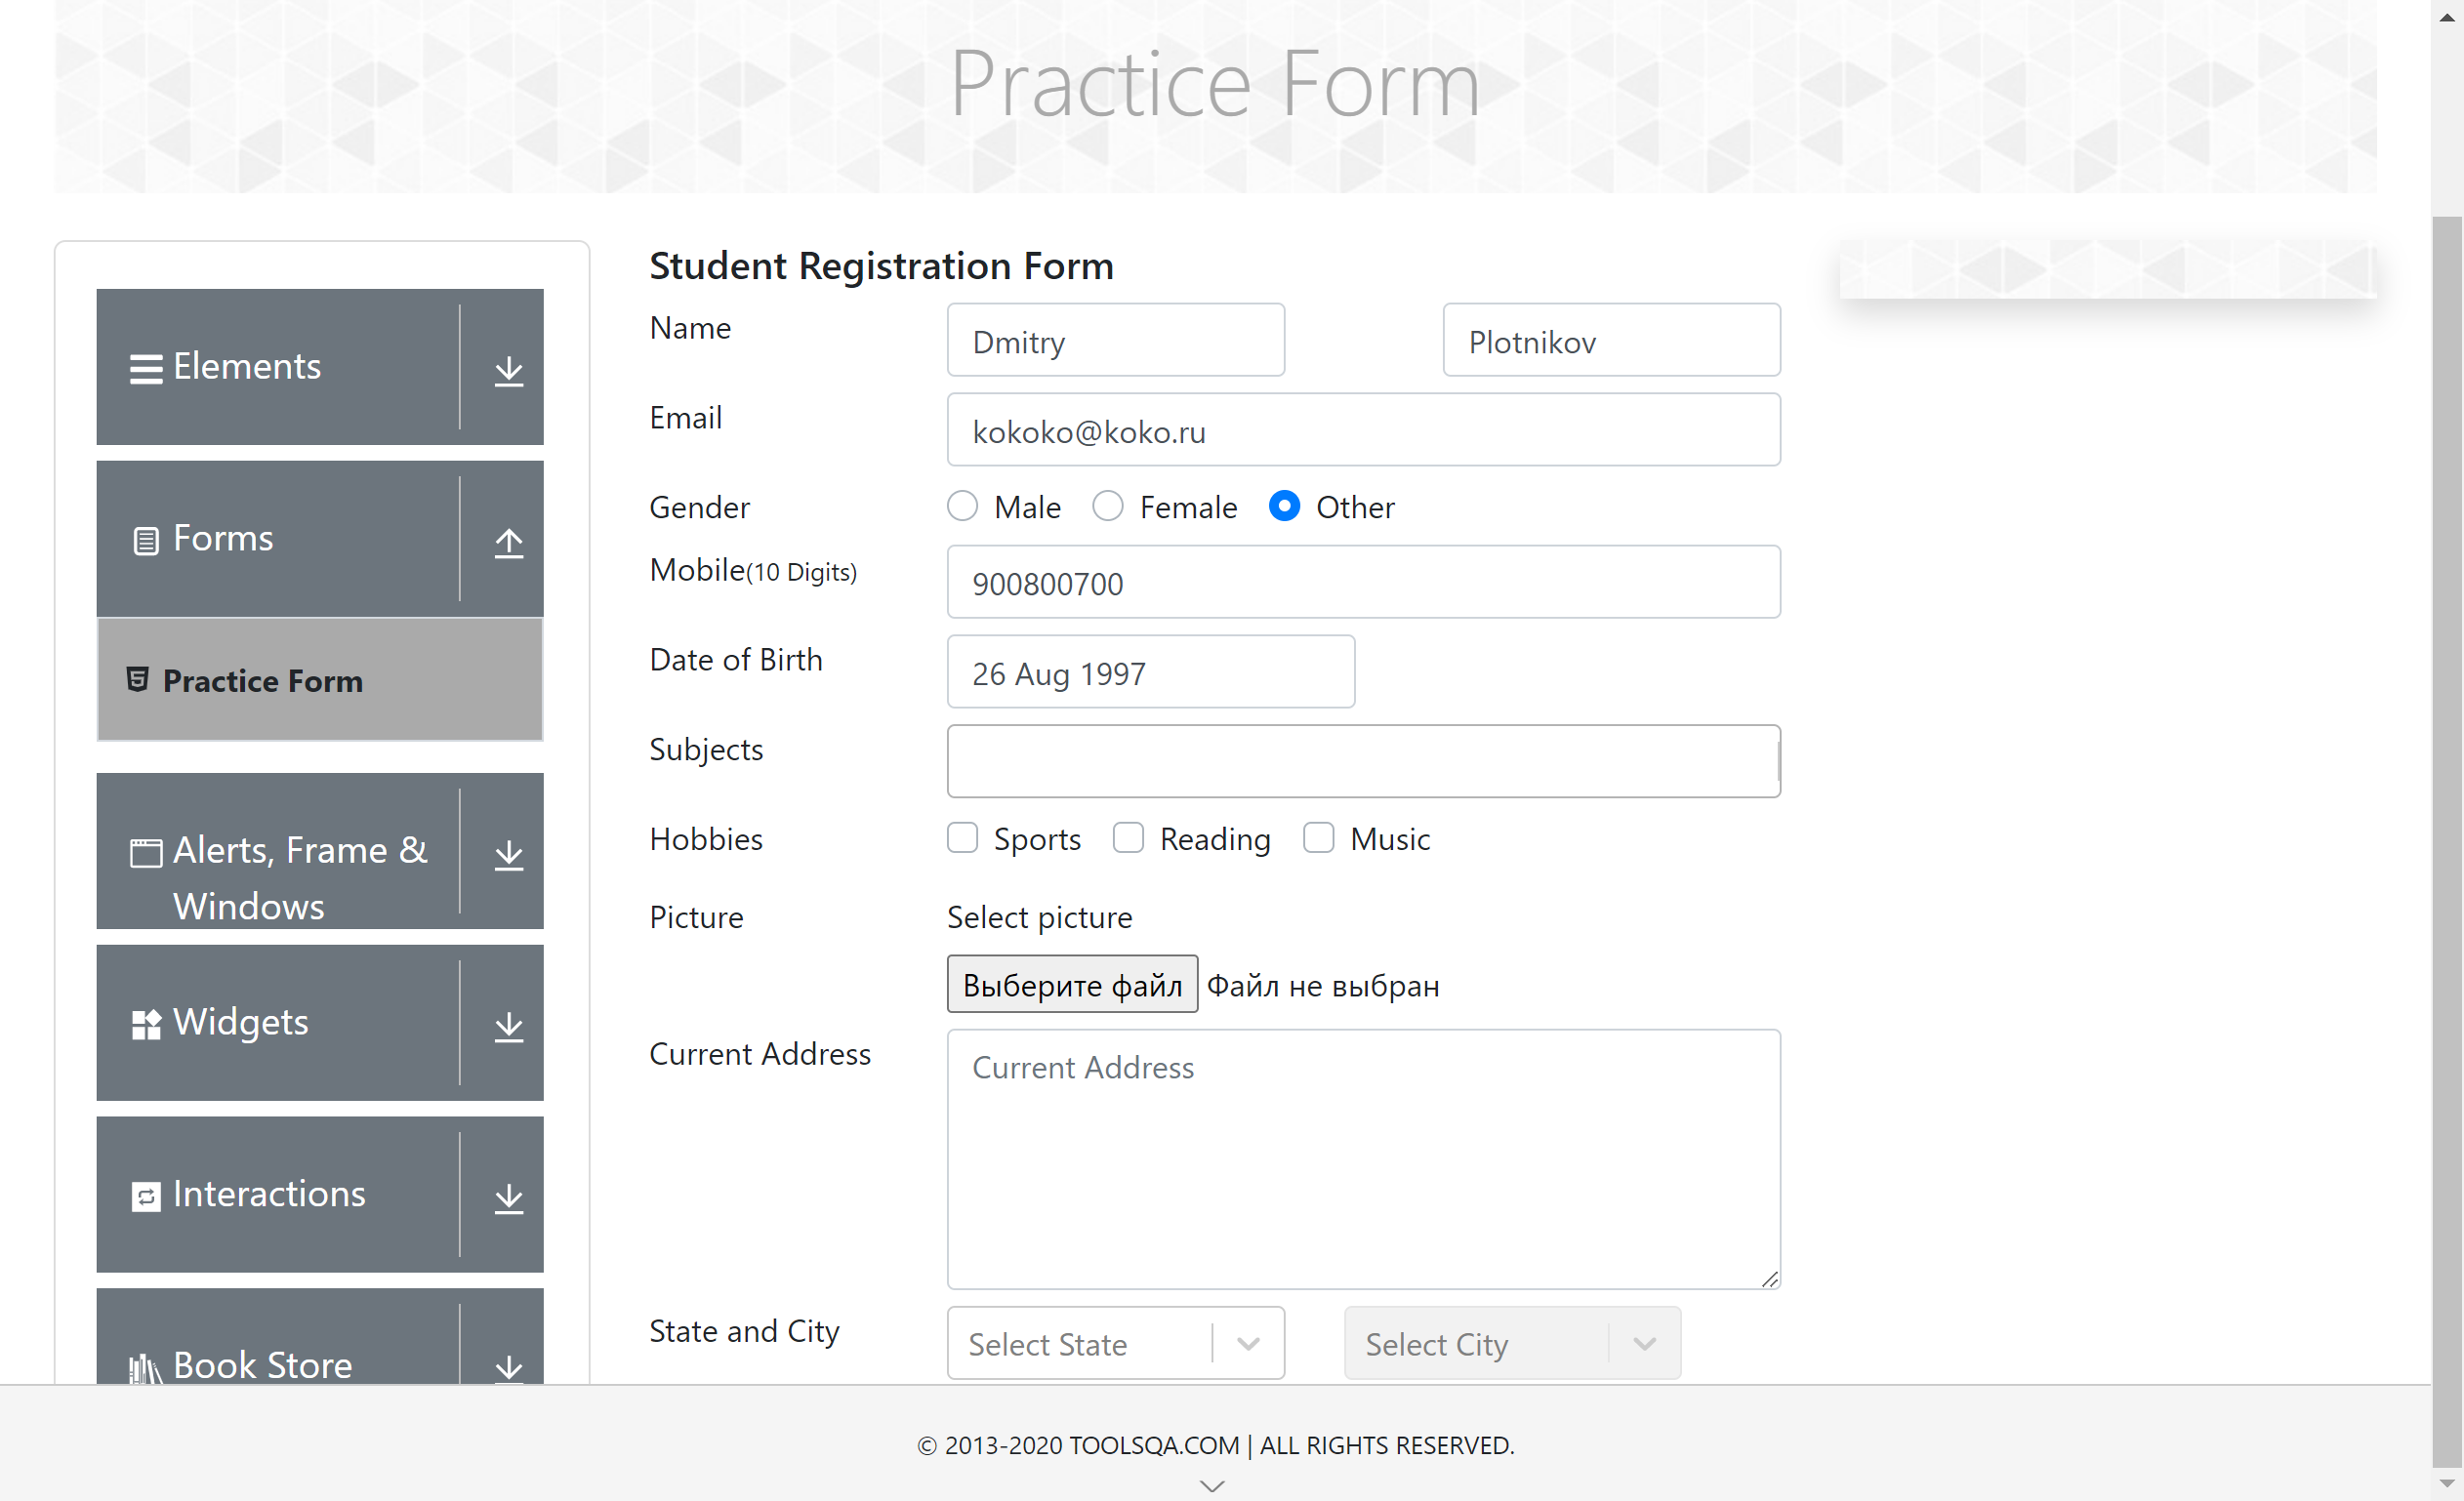 Practice Form
Elements
Forms
Practice Form
Alerts, Frame &
Windows
Widgets
Interactions
Book Store
Student Registration Form
Name
Dmitry
Plotnikov
Email
kokoko@koko.ru
Gender
Male
Female
Other
Mobile(10 Digits)
900800700
Date of Birth
26 Aug 1997
Subjects
Hobbies
Sports
Reading
Music
Picture
Select picture
Выберите файл Файл не выбран
Current Address
Current Address
State and City
Select State
Select City
© 2013-2020 TOOLSQA.COM | ALL RIGHTS RESERVED.